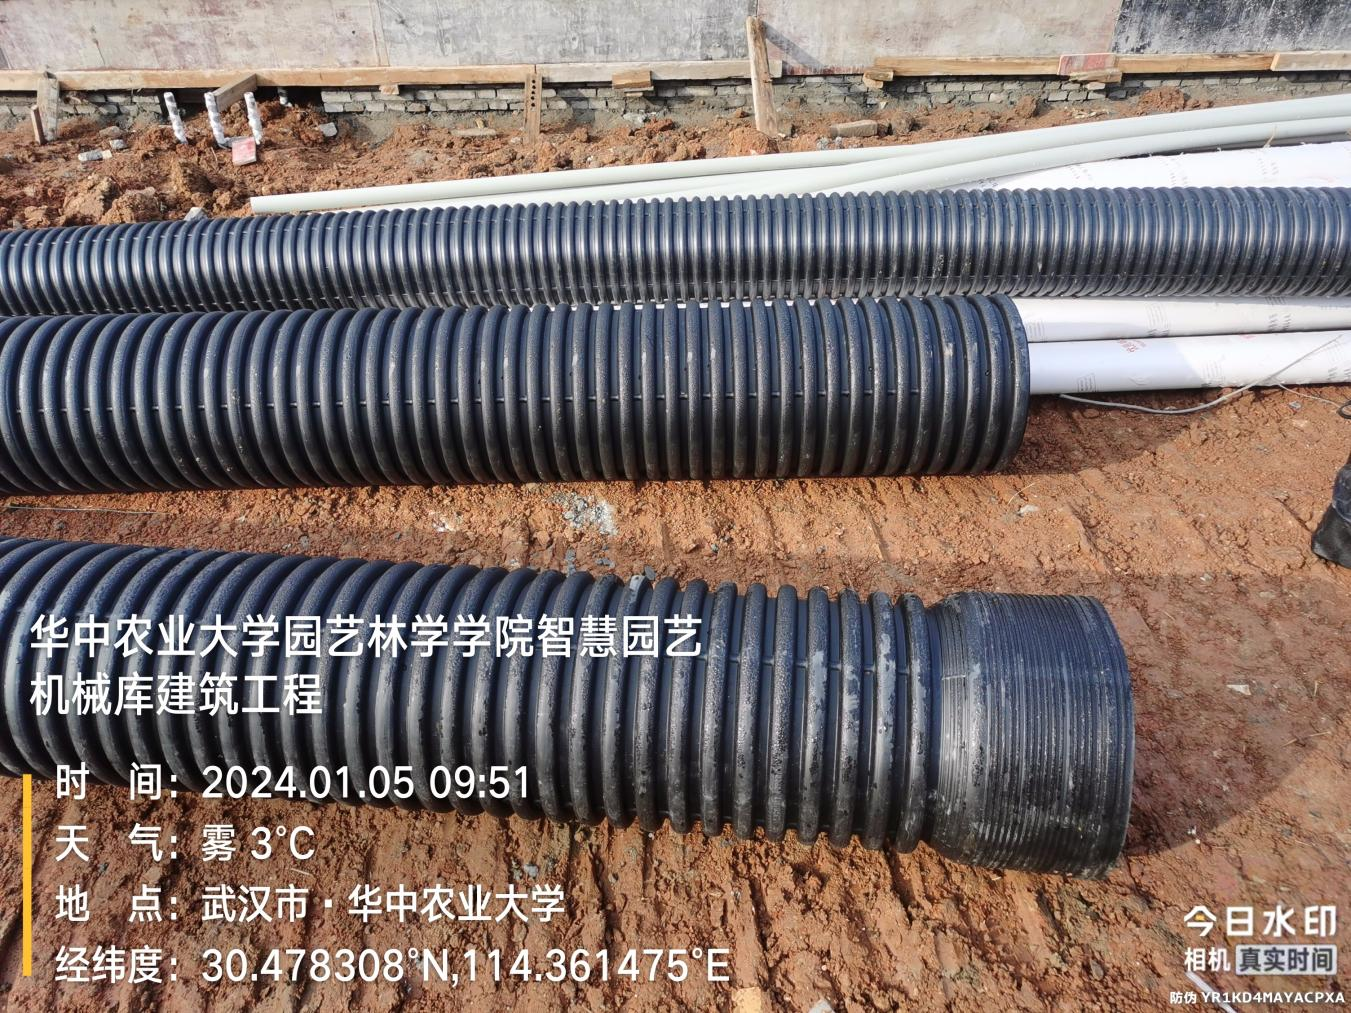 华中农业大学园艺林学学院智慧园艺
机械库建筑工程
时 间：2024.01.05 09:51
天 气：雾 3℃
地 点：武汉市·华中农业大学
经纬度：30.478308°N,114.361475°E
今日水印
相机 真实时间
防伪 YR1KD4MAYACPXA